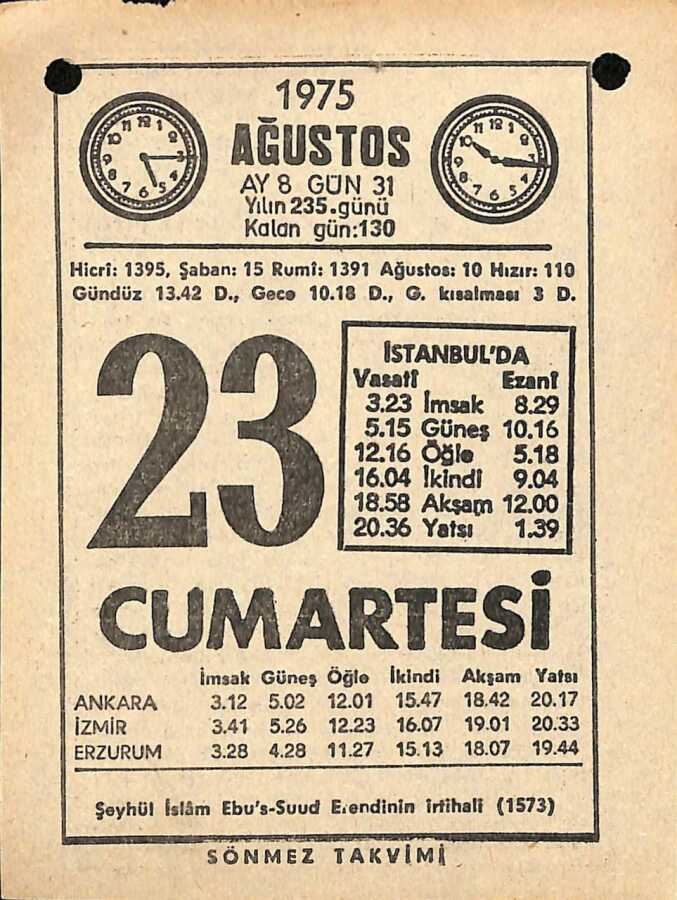 1975
AĞUSTOS
AY 8 GÜN 31
Yılın 235.günü
Kalan gün:130
Hicrî: 1395, Şaban: 15 Rumî: 1391 Ağustos: 10 Hızır: 110
Gündüz 13.42 D., Gece 10.18 D., G. kısalması 3 D.
23
İSTANBUL'DA
Vasatî Ezanî
3.23 İmsak 8.29
5.15 Güneş 10.16
12.16 Öğle 5.18
16.04 İkindi 9.04
18.58 Akşam 12.00
20.36 Yatsı 1.39
CUMARTESİ
İmsak Güneş Öğle İkindi Akşam Yatsı
ANKARA 3.12 5.02 12.01 15.47 18.42 20.17
İZMİR 3.41 5.26 12.23 16.07 19.01 20.33
ERZURUM 3.28 4.28 11.27 15.13 18.07 19.44
Şeyhül İslâm Ebu's-Suud Efendinin irtihali (1573)
SÖNMEZ TAKVİMİ